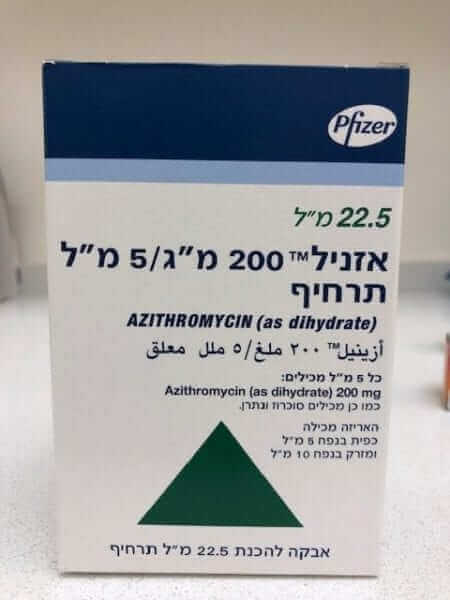 Pfizer
22.5 מ"ל
אזניל™ 200 מ"ג/5 מ"ל
תרחיף
AZITHROMYCIN (as dihydrate)
أزينيل™ ٢٠٠ ملغ/٥ ملل معلق
כל 5 מ"ל מכילים:
Azithromycin (as dihydrate) 200 mg
כמו כן מכילים סוכרוז ונתרן.
האריזה מכילה
כפית בנפח 5 מ"ל
ומזרק בנפח 10 מ"ל
אבקה להכנת 22.5 מ"ל תרחיף